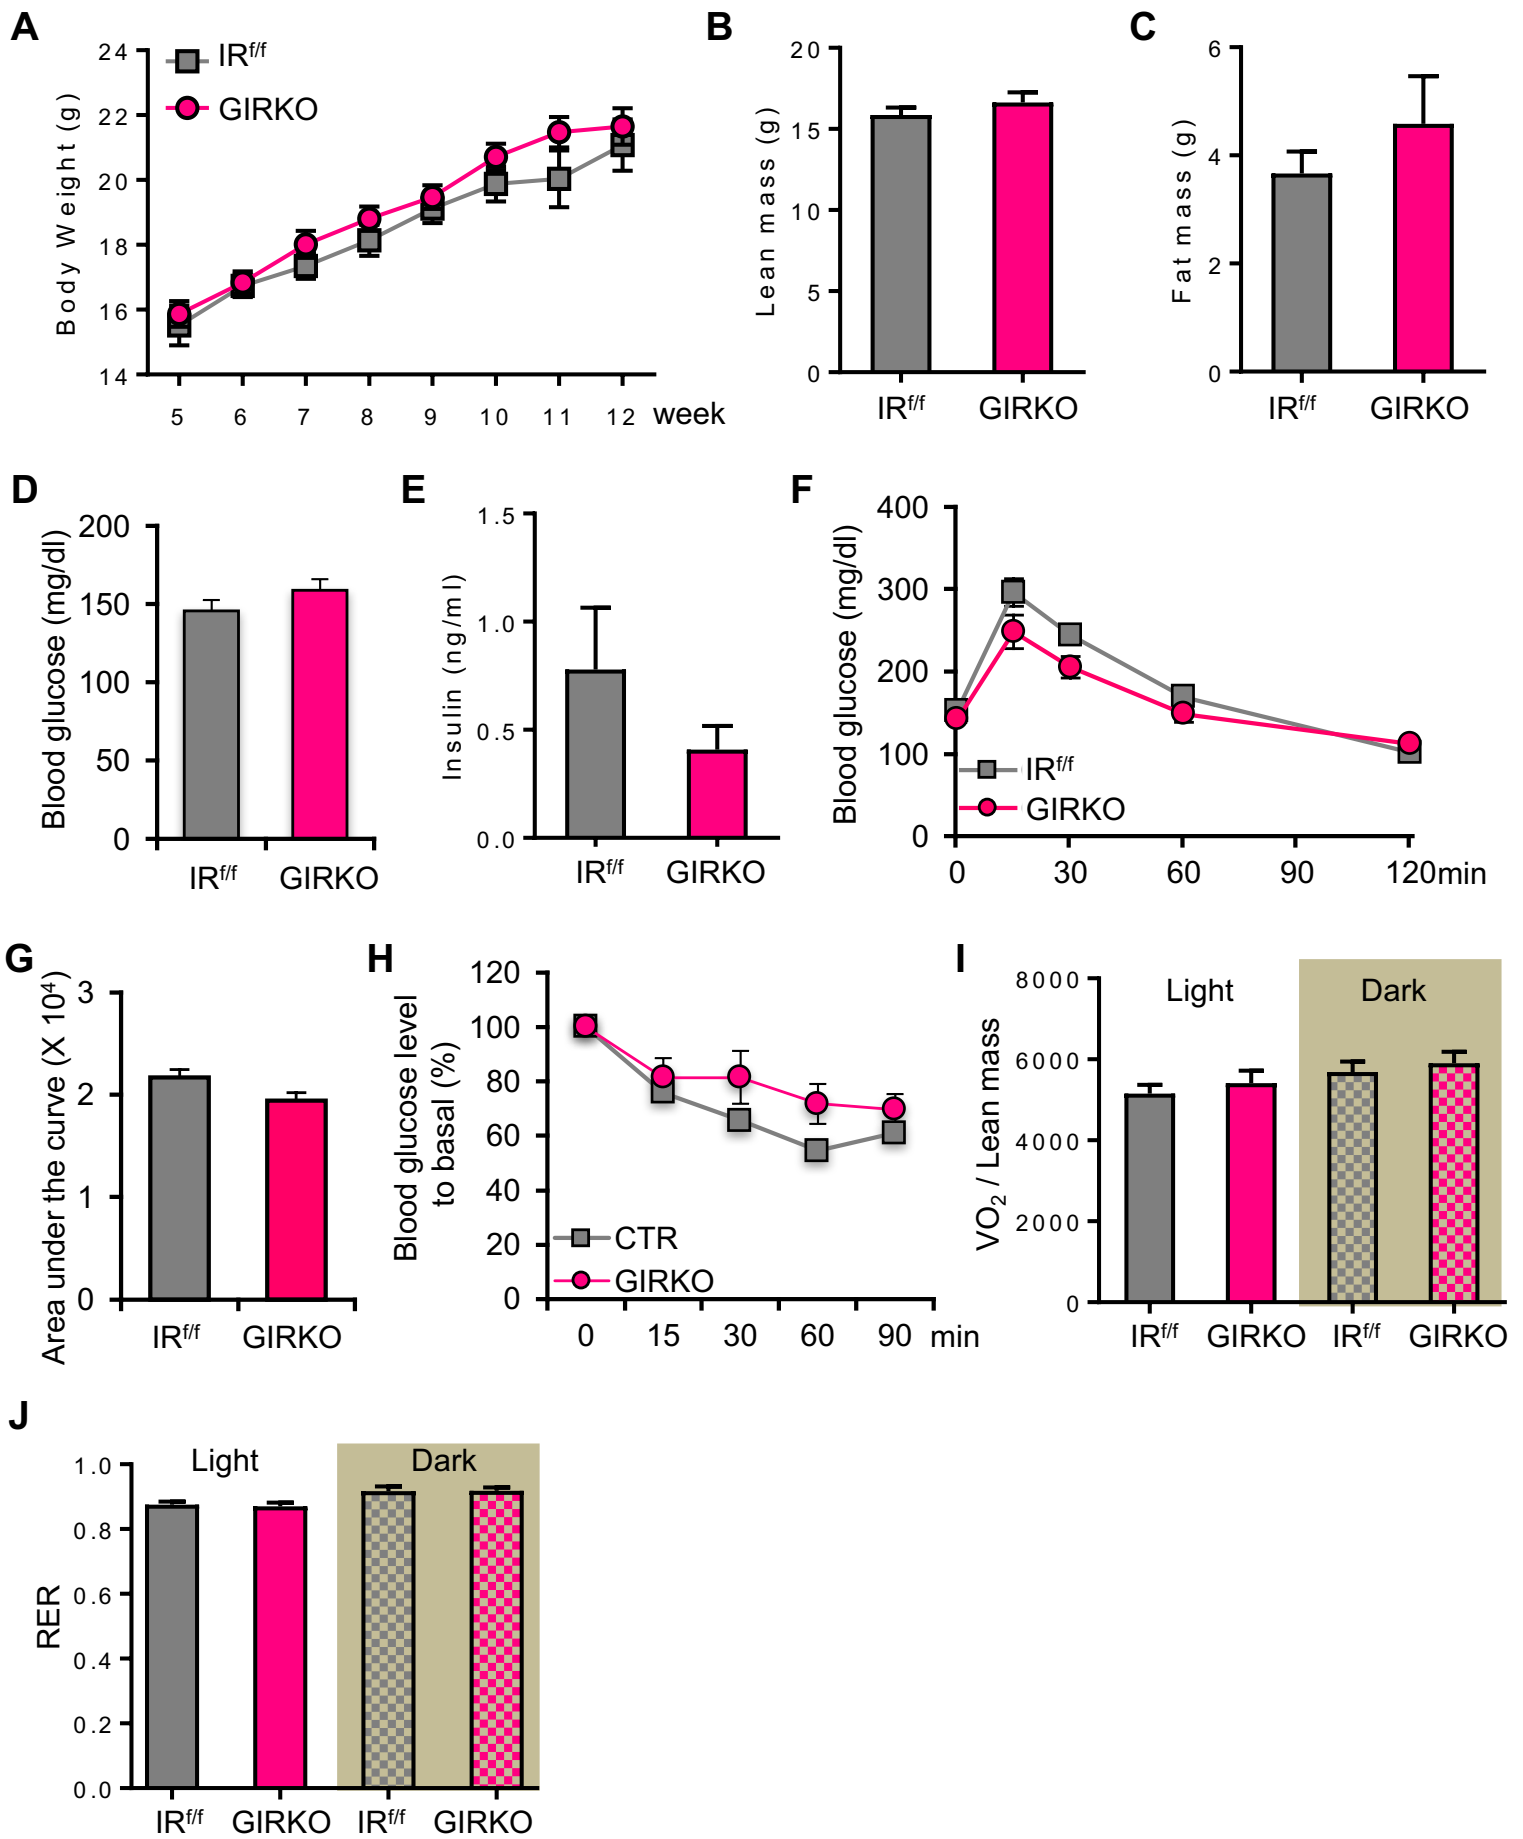 A
Body Weight (g)
24
22
20
18
16
14
IRf/f
GIRKO
5 6 7 8 9 10 11 12 week
B
Lean mass (g)
20
15
10
5
0
IRf/f GIRKO
C
Fat mass (g)
6
4
2
0
IRf/f GIRKO
D
Blood glucose (mg/dl)
200
150
100
50
0
IRf/f GIRKO
E
Insulin (ng/ml)
1.5
1.0
0.5
0.0
IRf/f GIRKO
F
Blood glucose (mg/dl)
400
300
200
100
0
IRf/f
GIRKO
0 30 60 90 120min
G
Area under the curve (X 10⁴)
3
2
1
0
IRf/f GIRKO
H
Blood glucose level
to basal (%)
120
100
80
60
40
20
0
CTR
GIRKO
0 15 30 60 90 min
I
VO₂ / Lean mass
8000
6000
4000
2000
0
Light Dark
IRf/f GIRKO IRf/f GIRKO
J
RER
1.0
0.8
0.6
0.4
0.2
0.0
Light Dark
IRf/f GIRKO IRf/f GIRKO